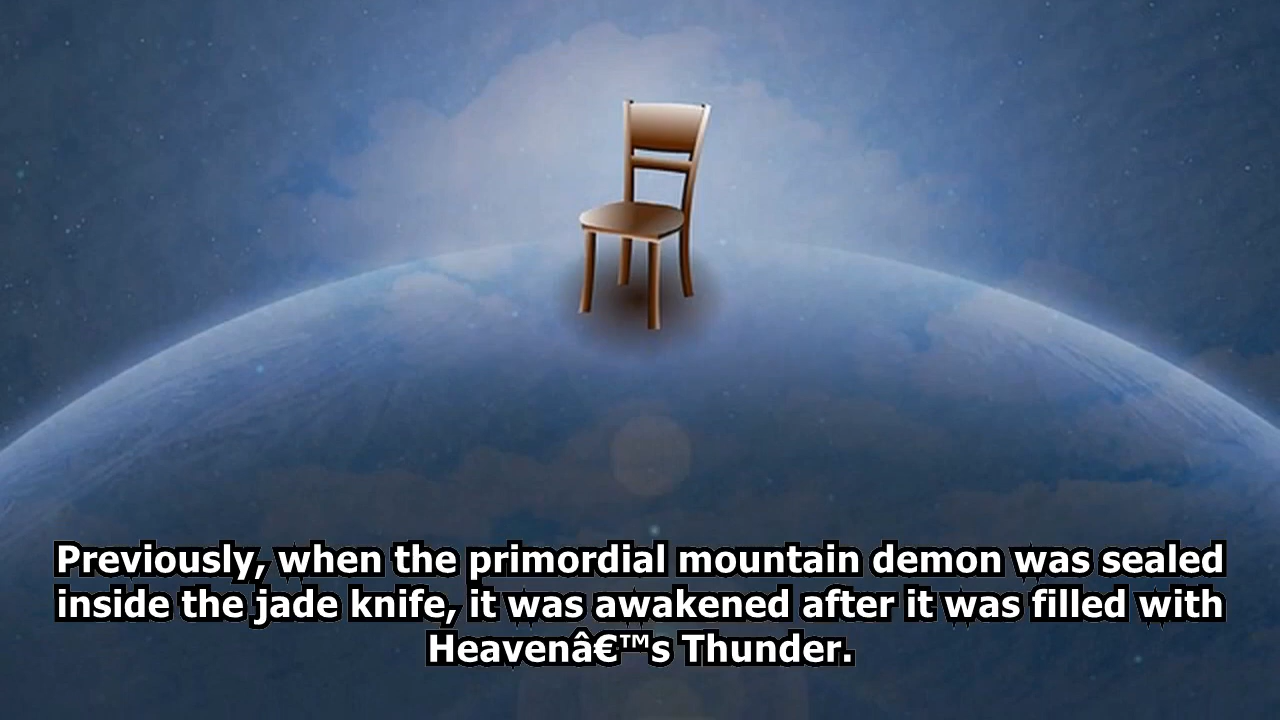 Previously, when the primordial mountain demon was sealed
inside the jade knife, it was awakened after it was filled with
Heavenâ€™s Thunder.